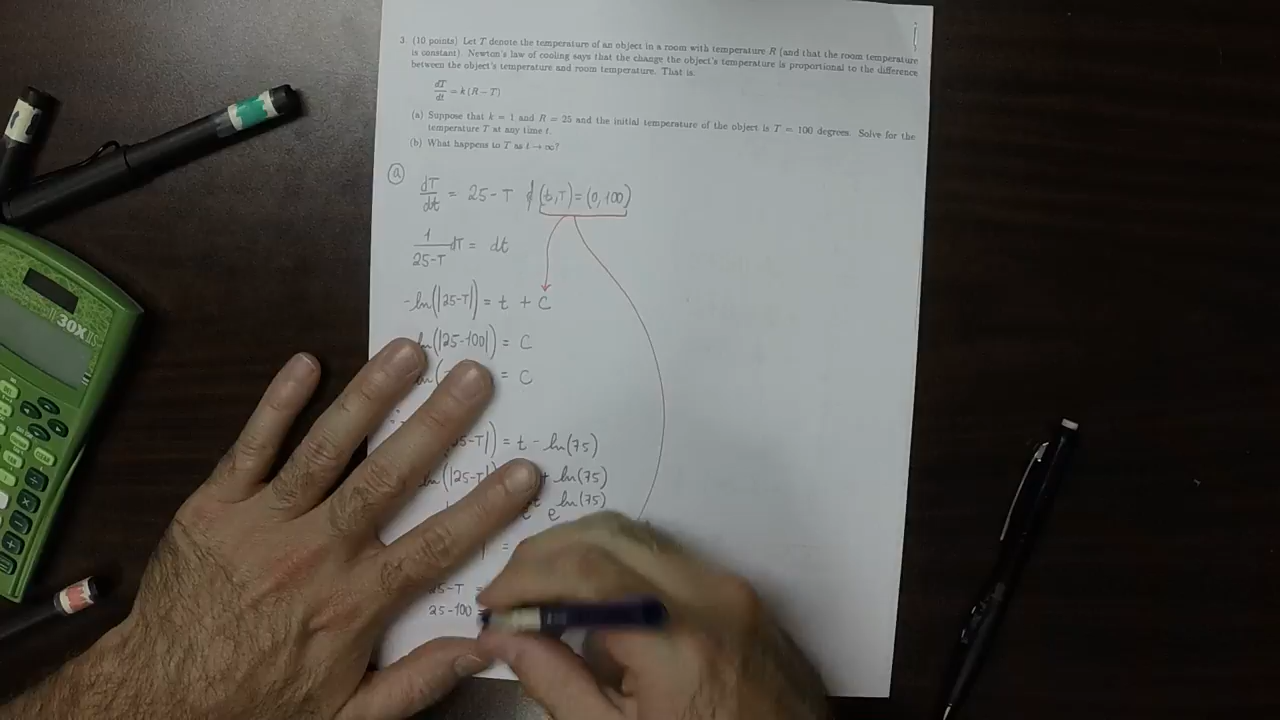 3. (10 points) Let T denote the temperature of an object in a room with temperature R (and that the room temperature
is constant). Newton's law of cooling says that the change the object's temperature is proportional to the difference
between the object's temperature and room temperature. That is
dT/dt = k(R − T)
(a) Suppose that k = 1 and R = 25 and the initial temperature of the object is T = 100 degrees. Solve for the
temperature T at any time t.
(b) What happens to T as t → ∞?
ⓐ
dT/dt = 25 - T (t,T) = (0,100)
1/(25-T) dT = dt
-ln(|25-T|) = t + C
ln(|25-100|) = C
= C
5-T|) = t - ln(75)
ln(|25-T| + ln(75)
e ln(75)
| =
25-T =
25-100 =
30X IIS